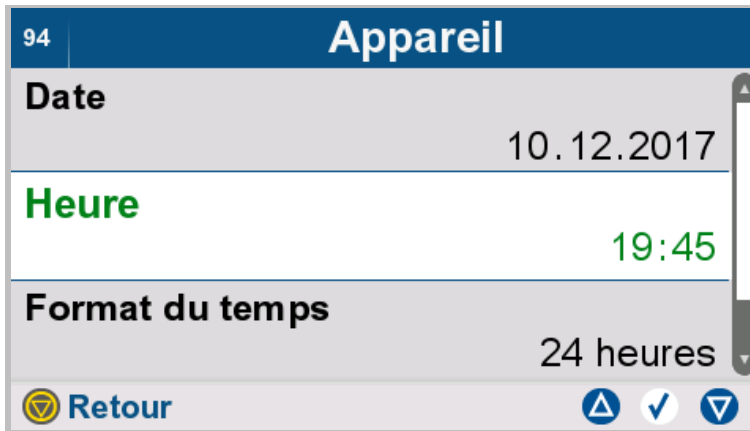 94
Appareil
Date
10.12.2017
Heure
19:45
Format du temps
24 heures
Retour